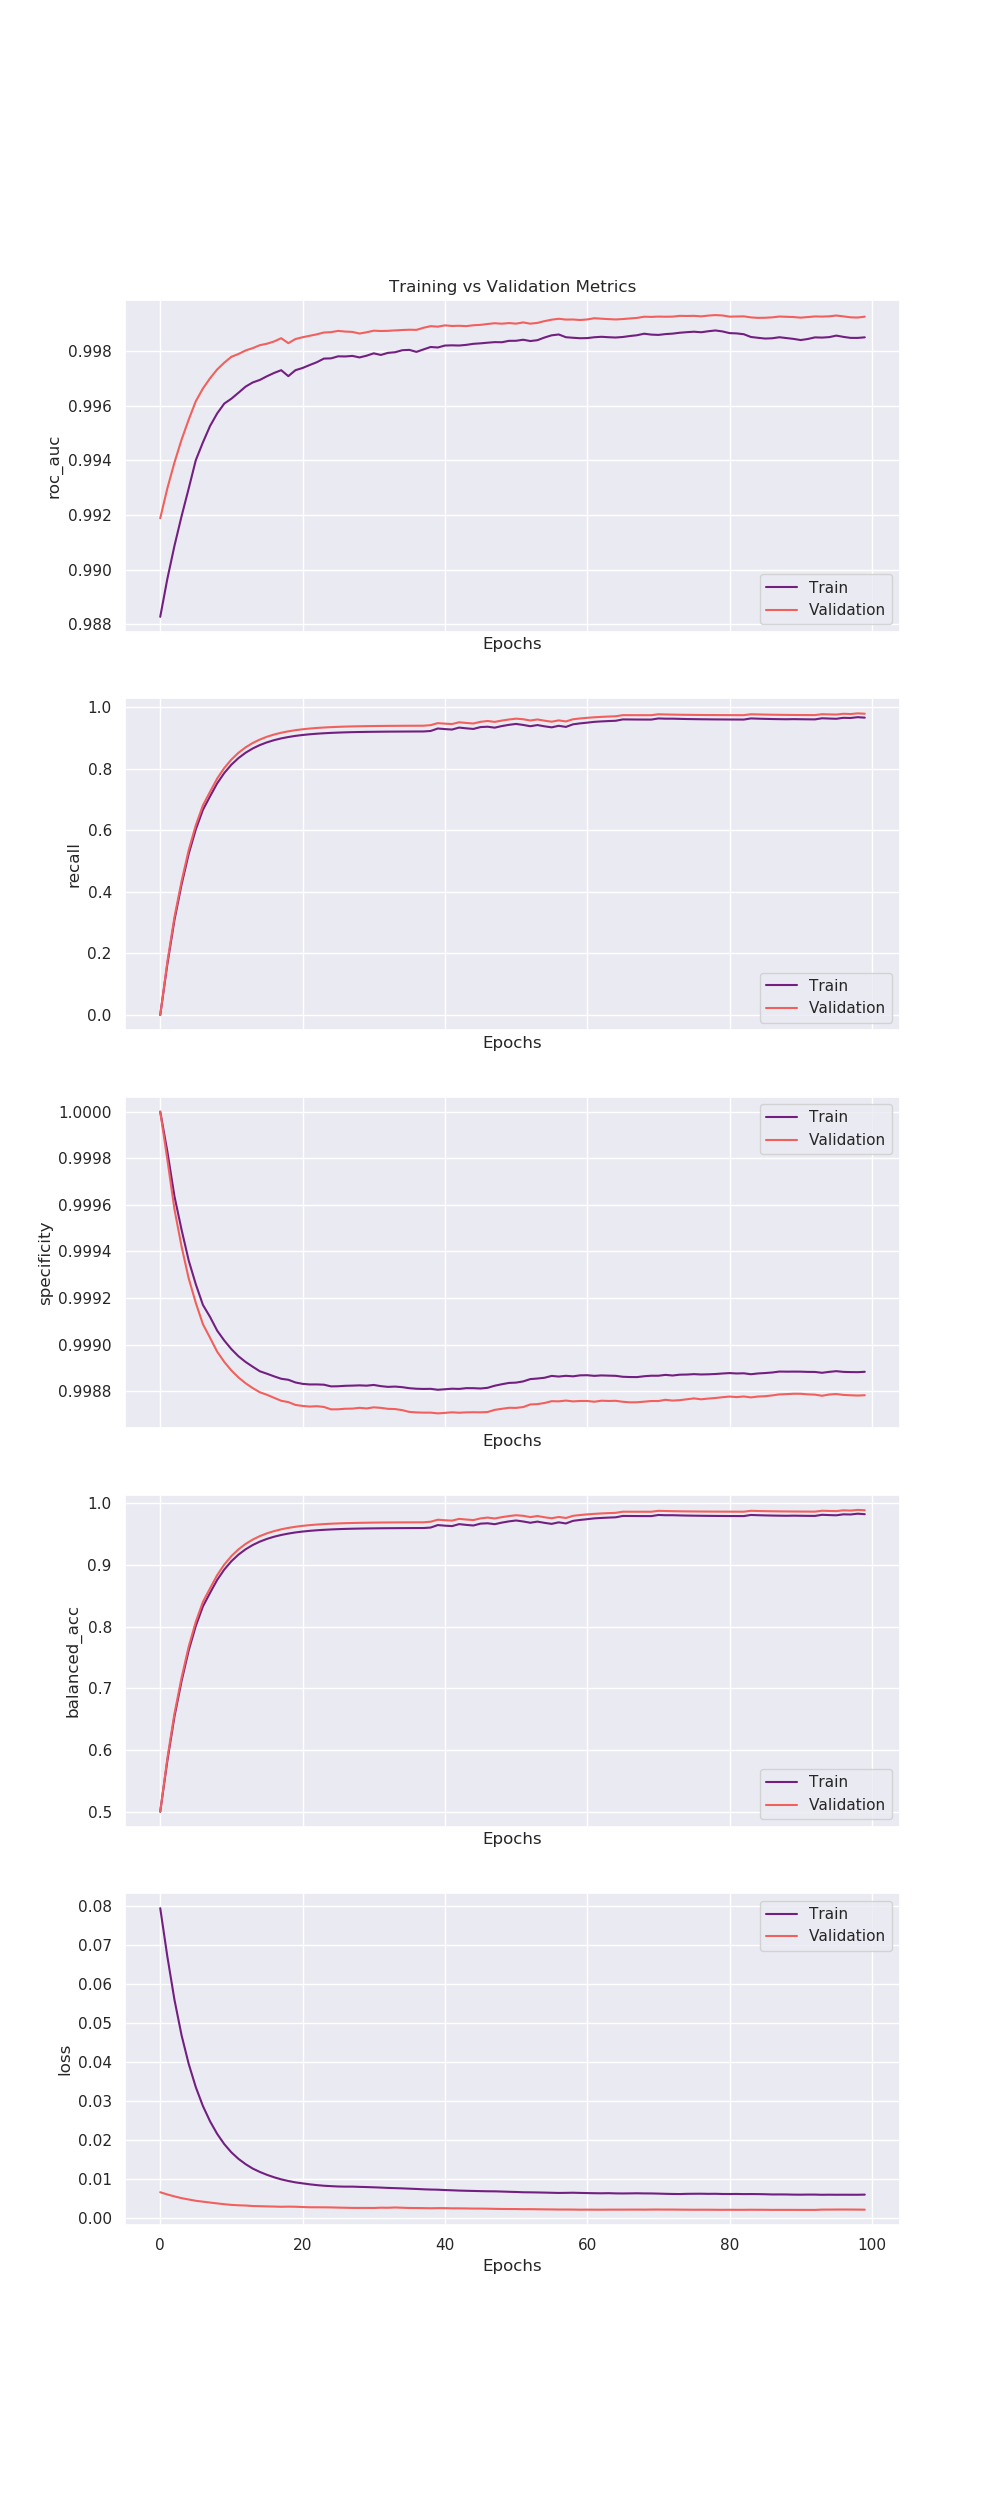 Training vs Validation Metrics
0.998
0.996
0.994
0.992
0.990
0.988
roc_auc
Train
Validation
Epochs
1.0
0.8
0.6
0.4
0.2
0.0
recall
Train
Validation
Epochs
1.0000
0.9998
0.9996
0.9994
0.9992
0.9990
0.9988
specificity
Train
Validation
Epochs
1.0
0.9
0.8
0.7
0.6
0.5
balanced_acc
Train
Validation
Epochs
0.08
0.07
0.06
0.05
0.04
0.03
0.02
0.01
0.00
loss
Train
Validation
0 20 40 60 80 100
Epochs